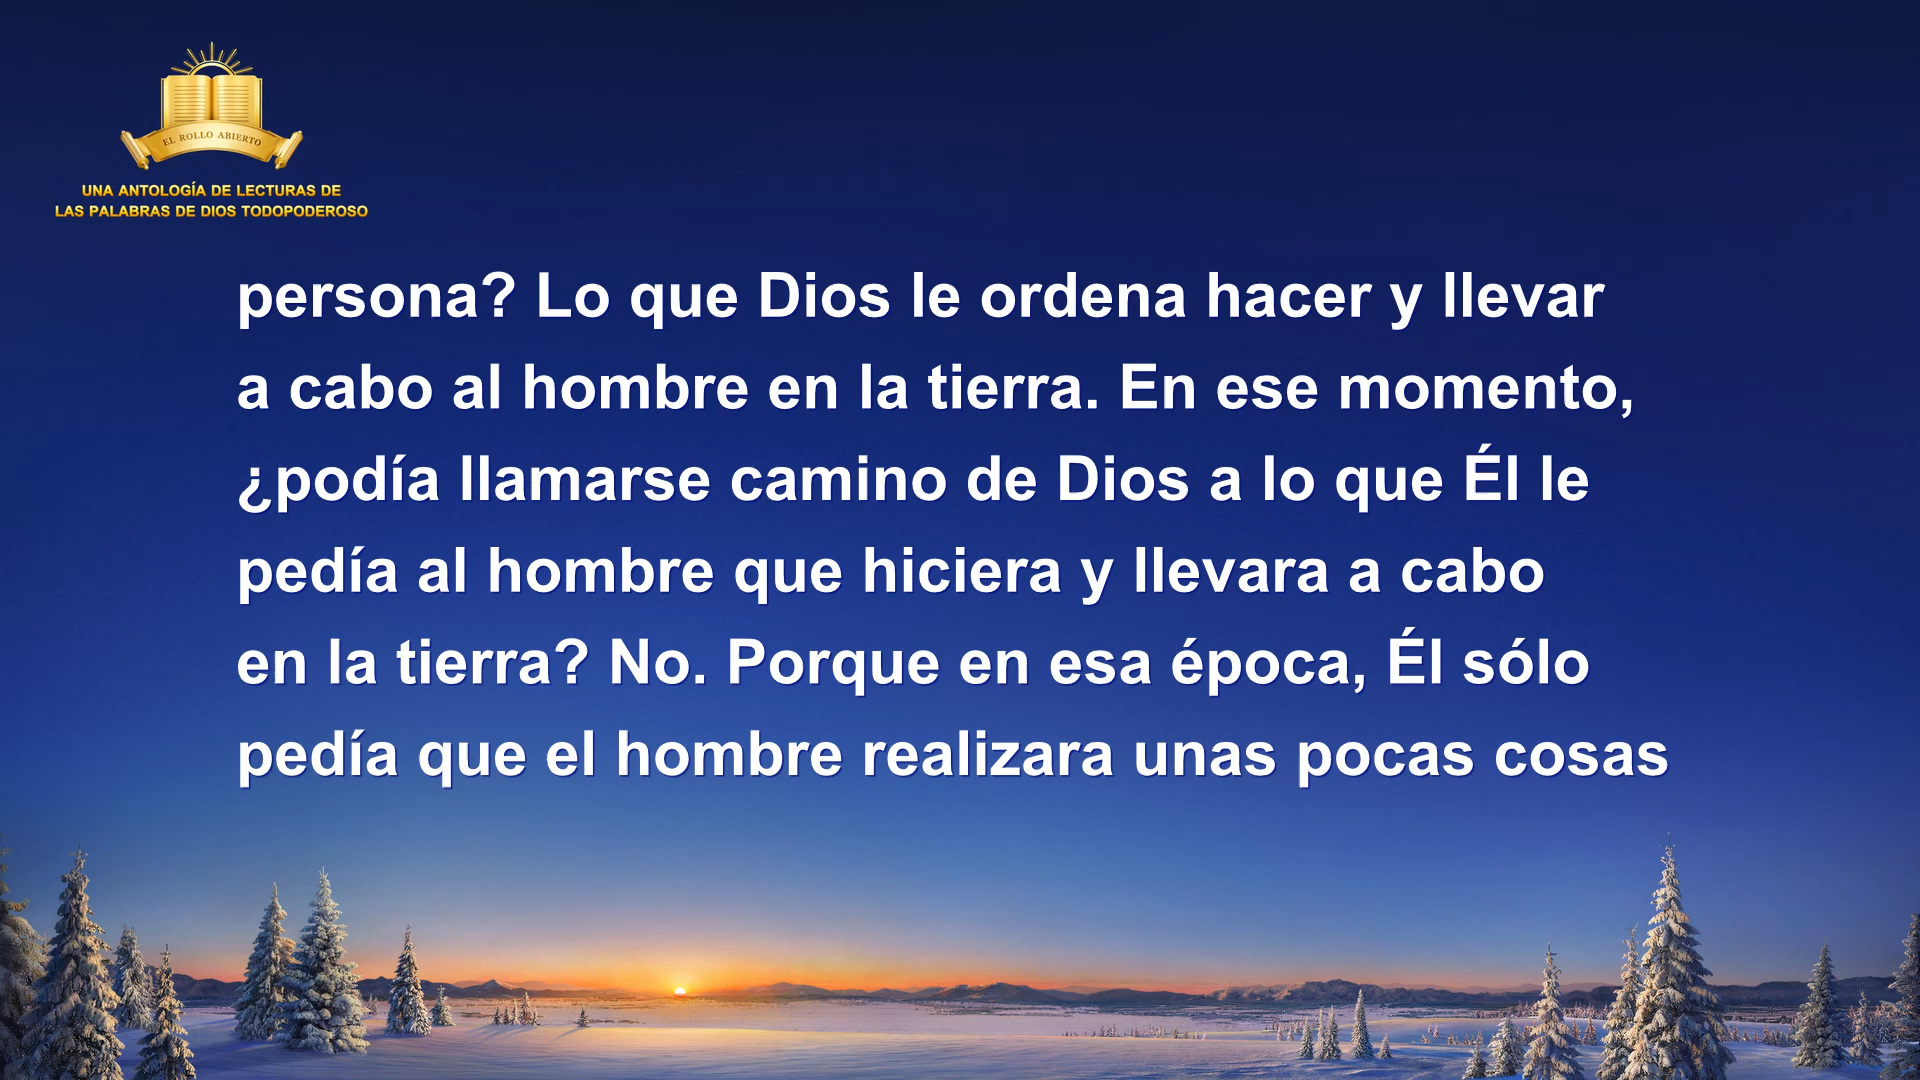 EL ROLLO ABIERTO
UNA ANTOLOGÍA DE LECTURAS DE
LAS PALABRAS DE DIOS TODOPODEROSO
persona? Lo que Dios le ordena hacer y llevar
a cabo al hombre en la tierra. En ese momento,
¿podía llamarse camino de Dios a lo que Él le
pedía al hombre que hiciera y llevara a cabo
en la tierra? No. Porque en esa época, Él sólo
pedía que el hombre realizara unas pocas cosas